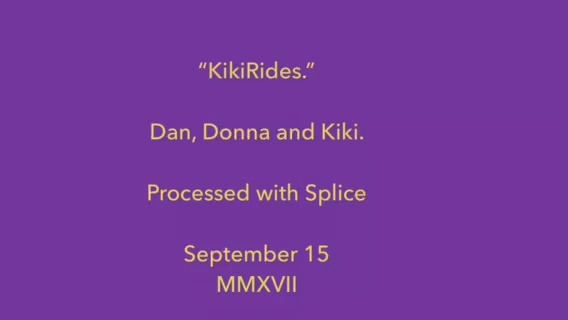 “KikiRides.”
Dan, Donna and Kiki.
Processed with Splice
September 15
MMXVII